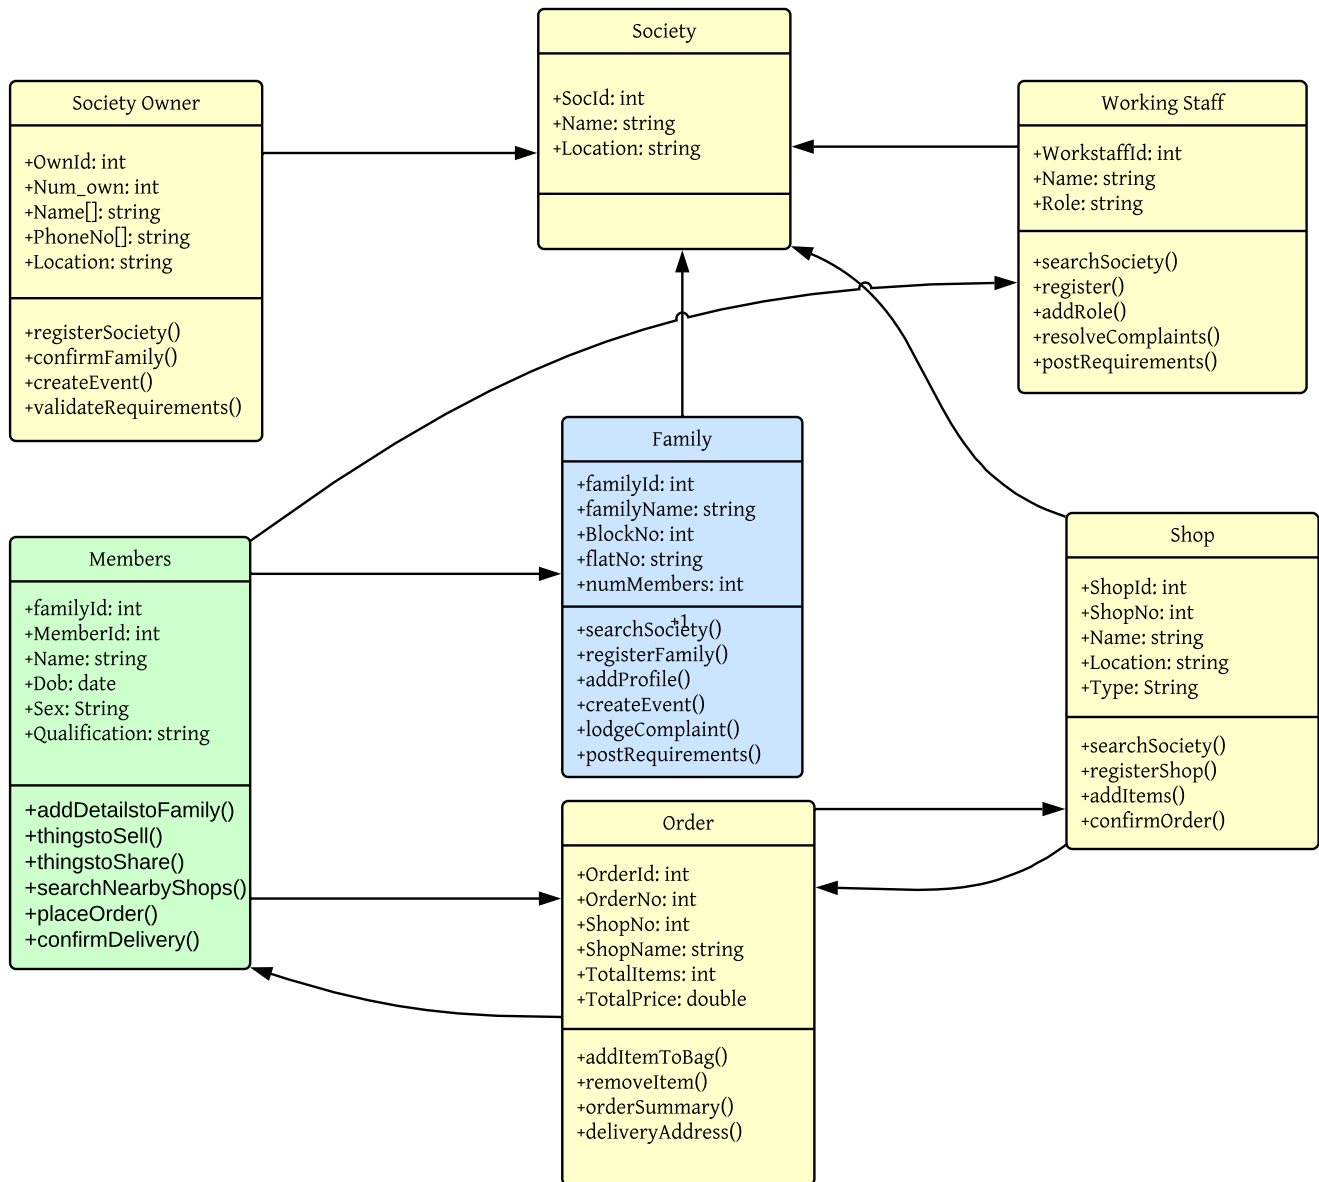 Society
+SocId: int
+Name: string
+Location: string
Society Owner
+OwnId: int
+Num_own: int
+Name[]: string
+PhoneNo[]: string
+Location: string
+registerSociety()
+confirmFamily()
+createEvent()
+validateRequirements()
Working Staff
+WorkstaffId: int
+Name: string
+Role: string
+searchSociety()
+register()
+addRole()
+resolveComplaints()
+postRequirements()
Family
+familyId: int
+familyName: string
+BlockNo: int
+flatNo: string
+numMembers: int
+1
+searchSociety()
+registerFamily()
+addProfile()
+createEvent()
+lodgeComplaint()
+postRequirements()
Members
+familyId: int
+MemberId: int
+Name: string
+Dob: date
+Sex: String
+Qualification: string
+addDetailstoFamily()
+thingstoSell()
+thingstoShare()
+searchNearbyShops()
+placeOrder()
+confirmDelivery()
Shop
+ShopId: int
+ShopNo: int
+Name: string
+Location: string
+Type: String
+searchSociety()
+registerShop()
+addItems()
+confirmOrder()
Order
+OrderId: int
+OrderNo: int
+ShopNo: int
+ShopName: string
+TotalItems: int
+TotalPrice: double
+addItemToBag()
+removeItem()
+orderSummary()
+deliveryAddress()